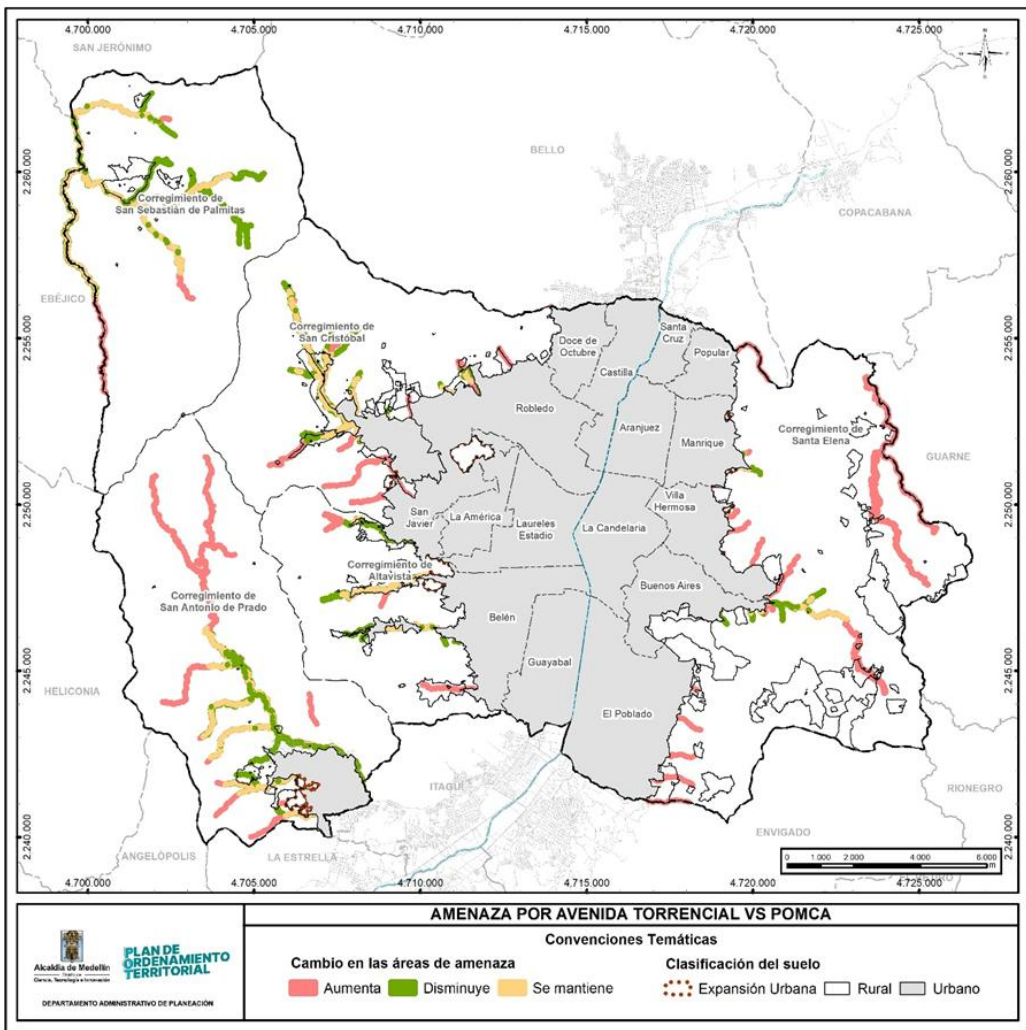 4.700.000 4.705.000 4.710.000 4.715.000 4.720.000 4.725.000
SAN JERÓNIMO
N
BELLO
2.260.000 2.260.000
COPACABANA
Corregimiento de
San Sebastián de Palmitas
EBÉJICO
2.255.000 2.255.000
Corregimiento de
San Cristóbal
Doce de
Octubre
Santa
Cruz
Popular
Castilla
Robledo
Aranjuez
Manrique
Corregimiento de
Santa Elena
GUARNE
2.250.000 2.250.000
San
Javier
La América
Laureles
Estadio
La Candelaria
Villa
Hermosa
Corregimiento de
Altavista
Buenos Aires
Corregimiento de
San Antonio de Prado
Belén
Guayabal
2.245.000 2.245.000
HELICONIA
El Poblado
ITAGUÍ
RIONEGRO
2.240.000 2.240.000
ENVIGADO
ANGELÓPOLIS
LA ESTRELLA
0 1.000 2.000 4.000 6.000
m
4.700.000 4.705.000 4.710.000 4.715.000 4.720.000 4.725.000
AMENAZA POR AVENIDA TORRENCIAL VS POMCA
Convenciones Temáticas
Cambio en las áreas de amenaza
Aumenta Disminuye Se mantiene
Clasificación del suelo
Expansión Urbana Rural Urbano
Alcaldía de Medellín
Ciencia, Tecnología e Innovación
PLAN DE
ORDENAMIENTO
TERRITORIAL
DEPARTAMENTO ADMINISTRATIVO DE PLANEACIÓN